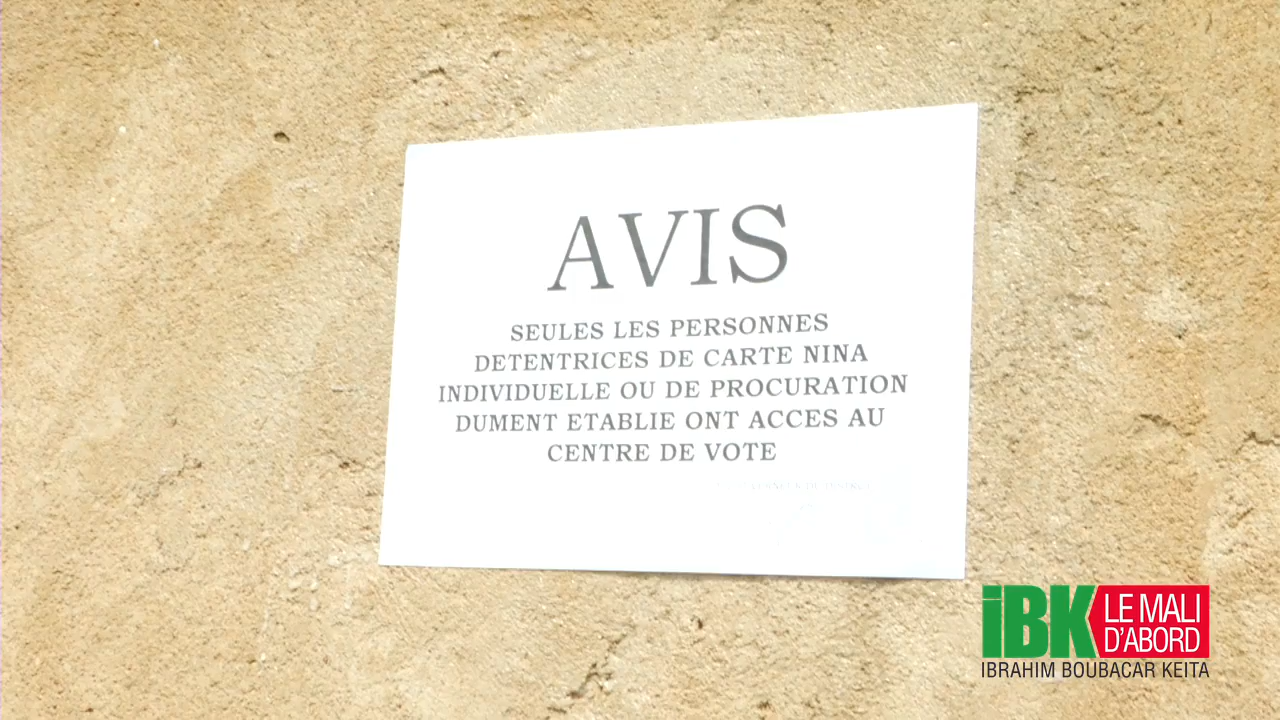 AVIS
SEULES LES PERSONNES
DETENTRICES DE CARTE NINA
INDIVIDUELLE OU DE PROCURATION
DUMENT ETABLIE ONT ACCES AU
CENTRE DE VOTE
iBK LE MALI
D'ABORD
IBRAHIM BOUBACAR KEITA